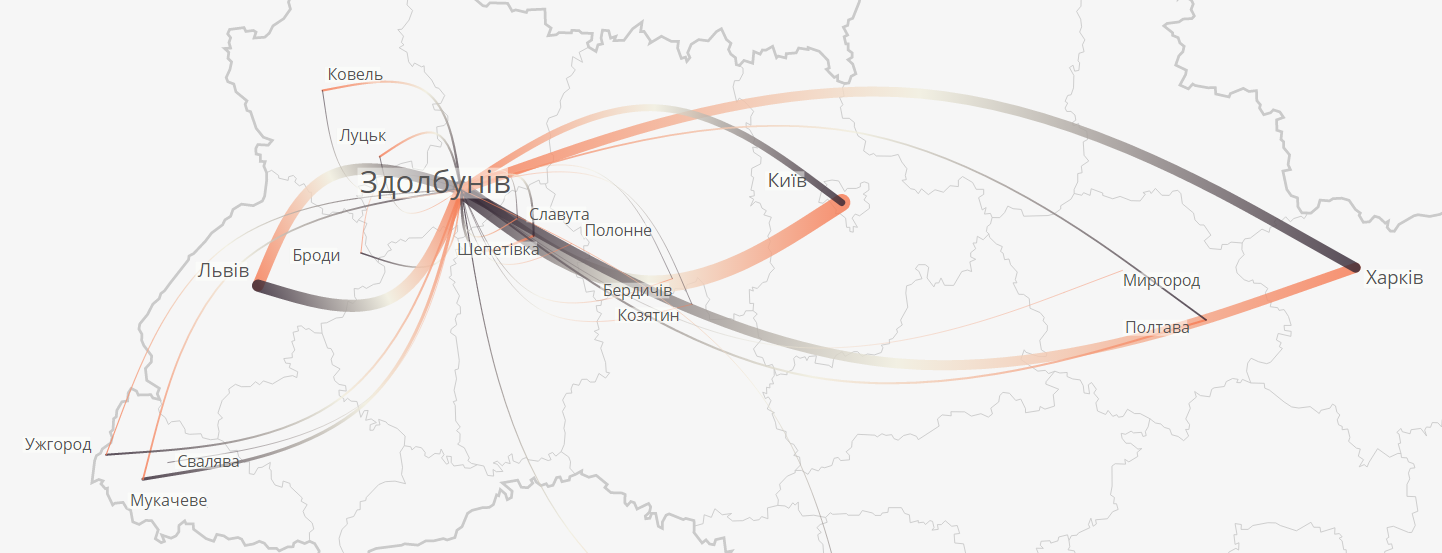 Ковель
Луцьк
Здолбунів
Київ
Славута
Полонне
Шепетівка
Броди
Львів
Харків
Миргород
Бердичів
Козятин
Полтава
Ужгород
Свалява
Мукачеве